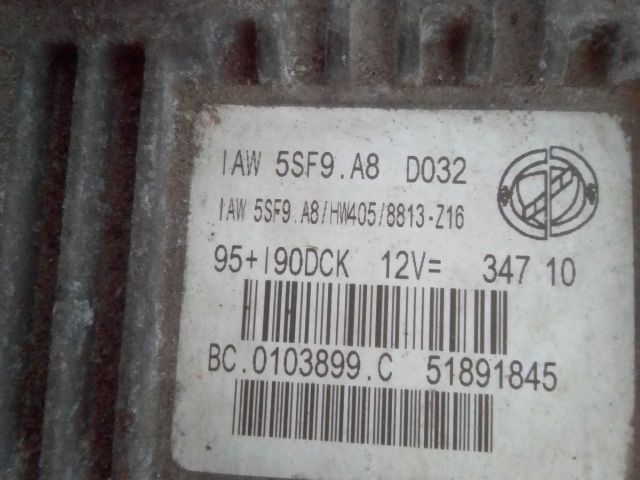 IAW 5SF9.A8 D032
IAW 5SF9.A8/HW405/8813-Z16
95+I90DCK 12V= 347 10
BC.0103899.C 51891845